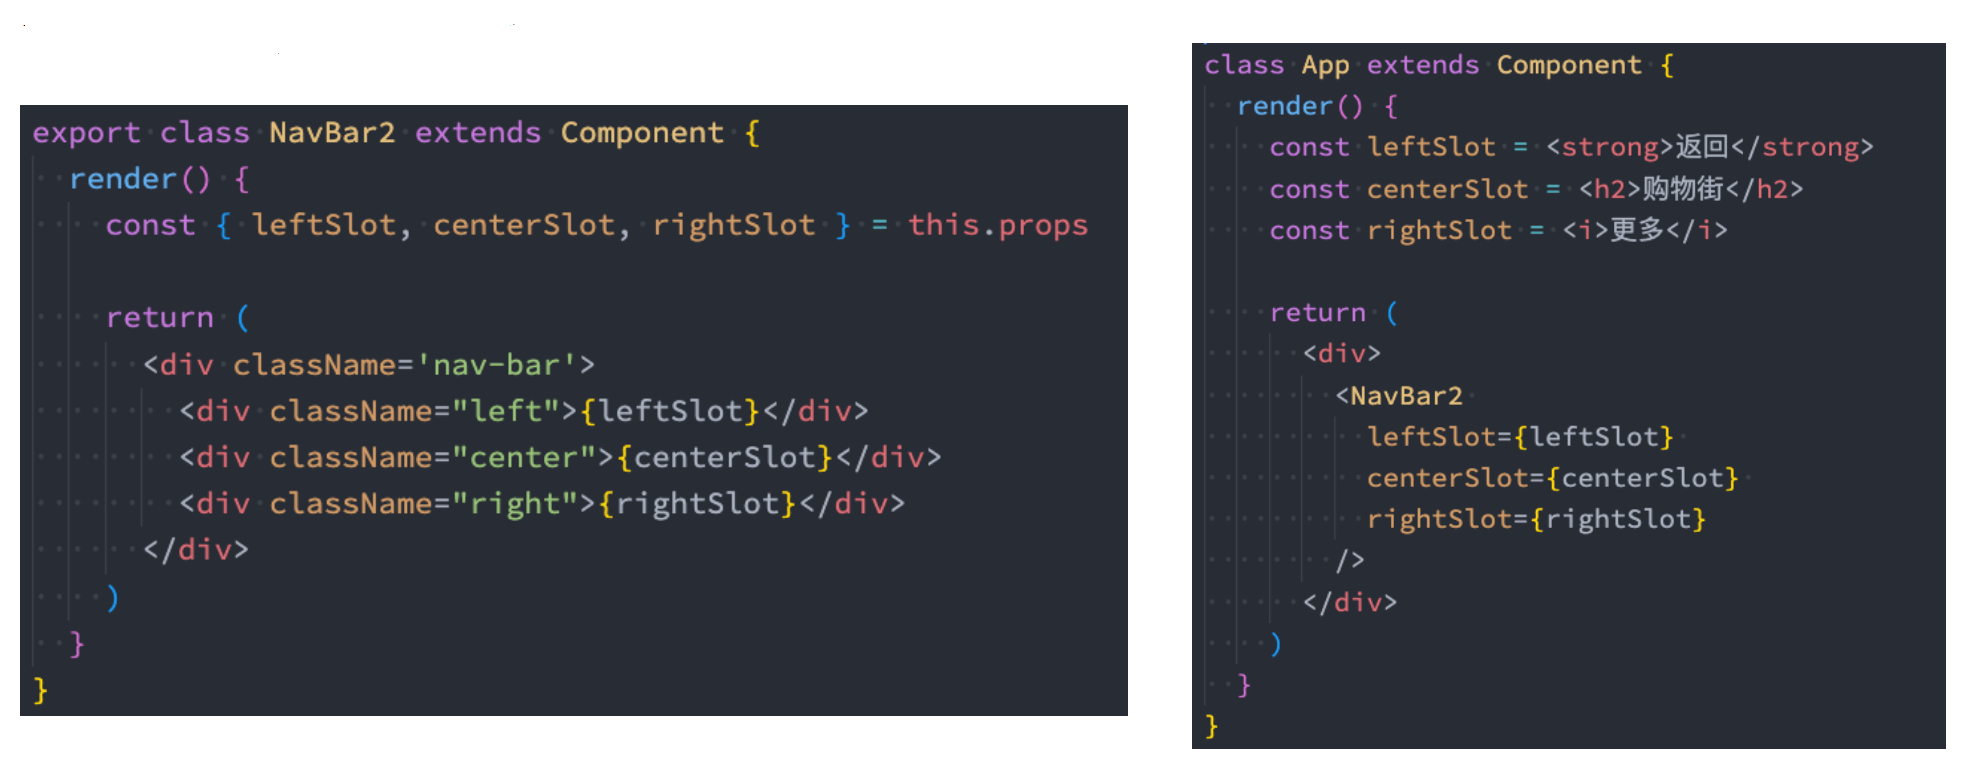 export class NavBar2 extends Component {
  render() {
    const { leftSlot, centerSlot, rightSlot } = this.props

    return (
      <div className='nav-bar'>
        <div className="left">{leftSlot}</div>
        <div className="center">{centerSlot}</div>
        <div className="right">{rightSlot}</div>
      </div>
    )
  }
}
class App extends Component {
  render() {
    const leftSlot = <strong>返回</strong>
    const centerSlot = <h2>购物街</h2>
    const rightSlot = <i>更多</i>

    return (
      <div>
        <NavBar2
          leftSlot={leftSlot}
          centerSlot={centerSlot}
          rightSlot={rightSlot}
        />
      </div>
    )
  }
}